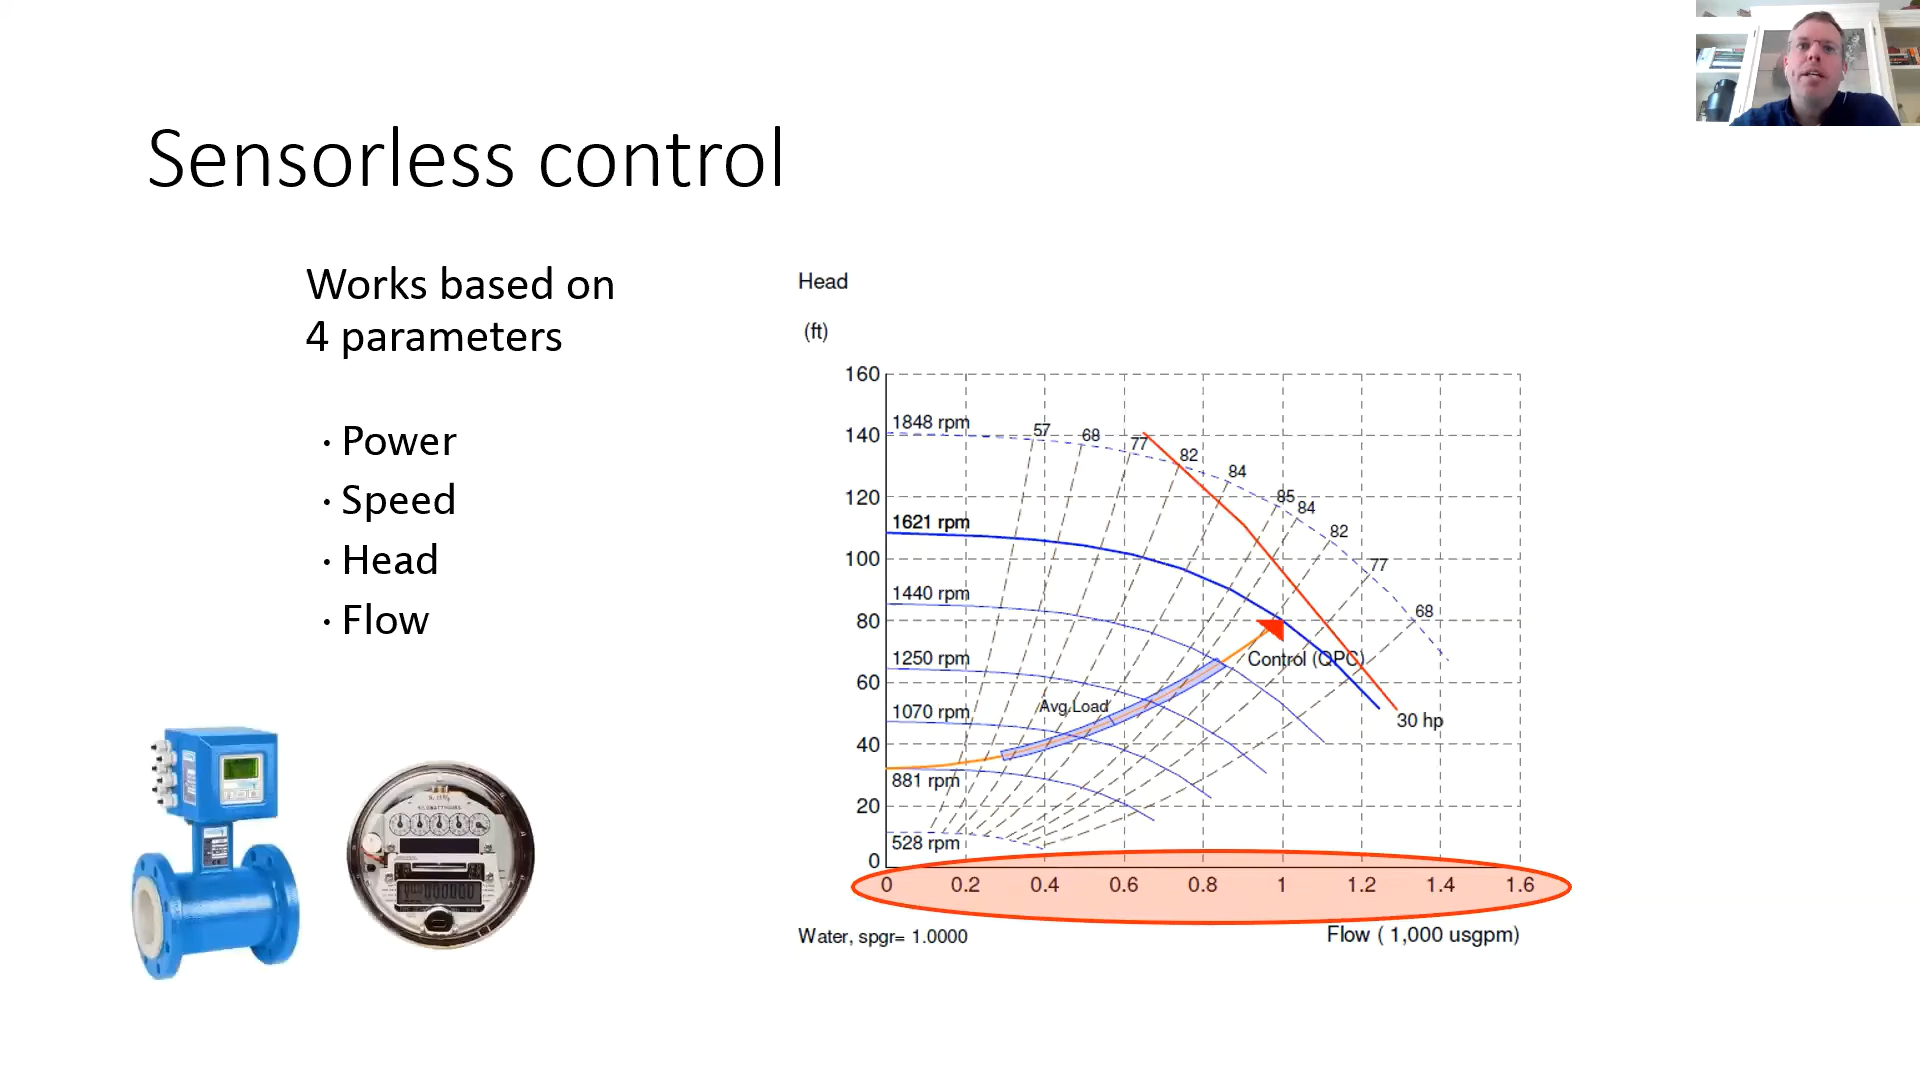 Sensorless control
Works based on
4 parameters
· Power
· Speed
· Head
· Flow
Head
(ft)
160
140
120
100
80
60
40
20
0
1848 rpm
1621 rpm
1440 rpm
1250 rpm
1070 rpm
881 rpm
528 rpm
57
68
77
82
84
85
84
82
77
68
Control (QPC)
Avg.Load
30 hp
0 0.2 0.4 0.6 0.8 1 1.2 1.4 1.6
Water, spgr= 1.0000
Flow ( 1,000 usgpm)